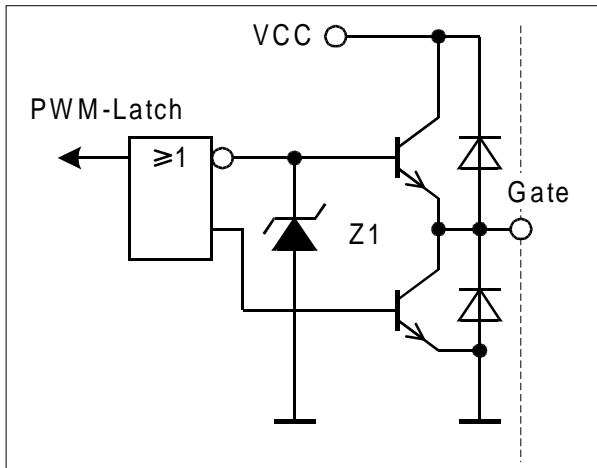 VCC
PWM-Latch
⩾1
Gate
Z1